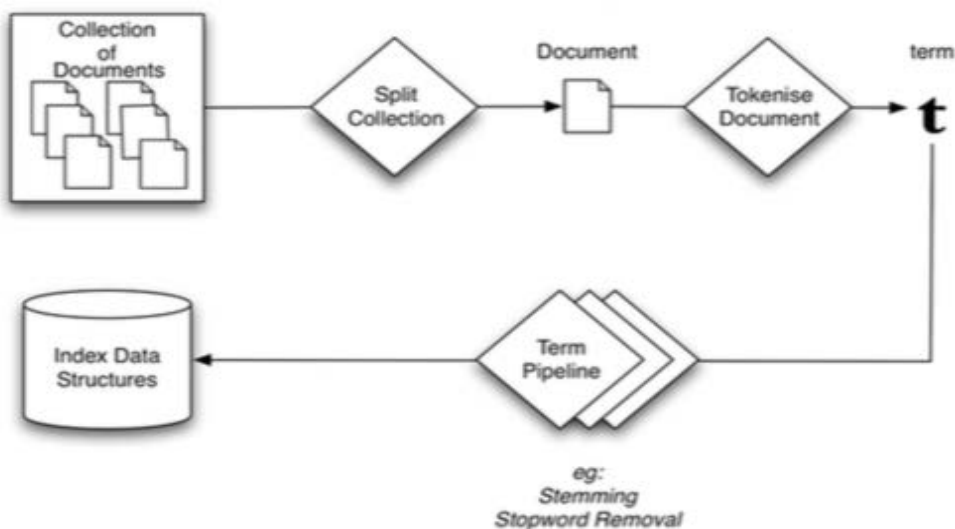 Collection
of
Documents
Split
Collection
Document
Tokenise
Document
term
t
Index Data
Structures
Term
Pipeline
eg:
Stemming
Stopword Removal